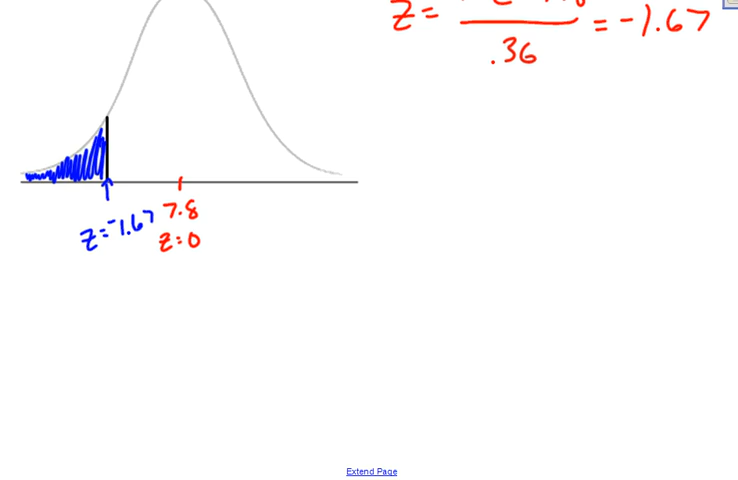 z = / .36 = -1.67
z=-1.67
7.8
z=0
Extend Page